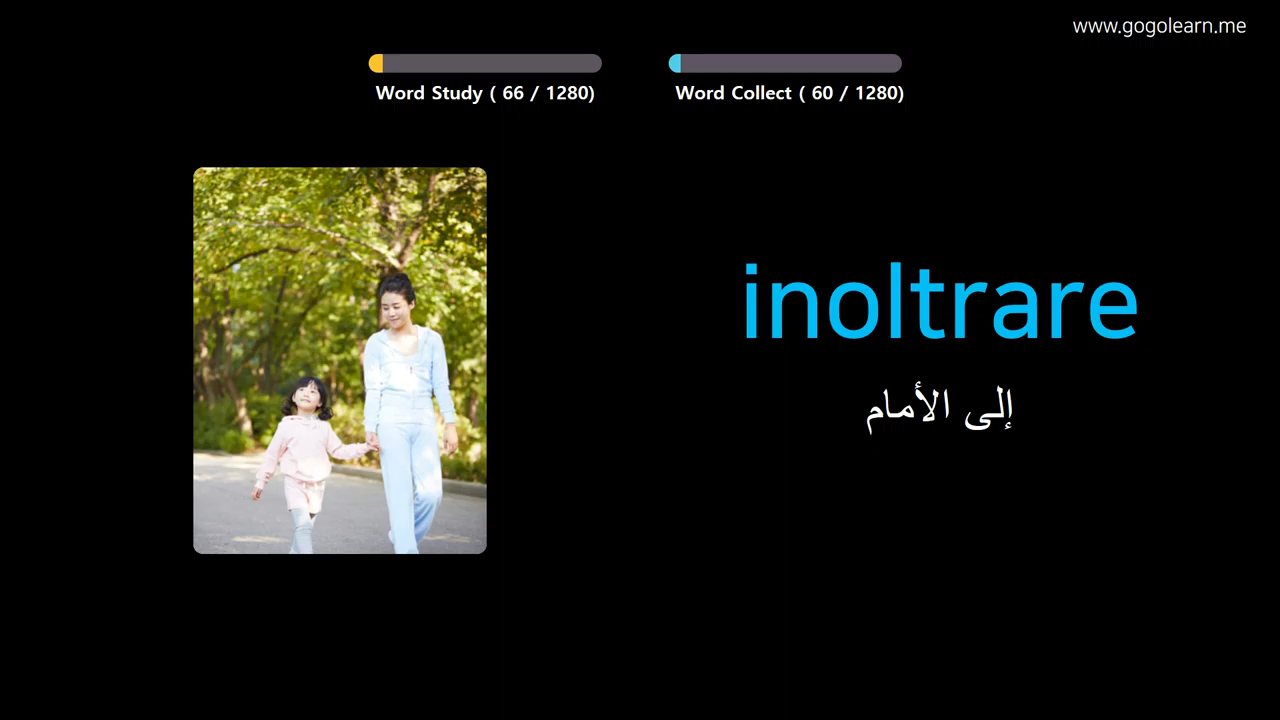 www.gogolearn.me
Word Study ( 66 / 1280)
Word Collect ( 60 / 1280)
inoltrare
إلى الأمام